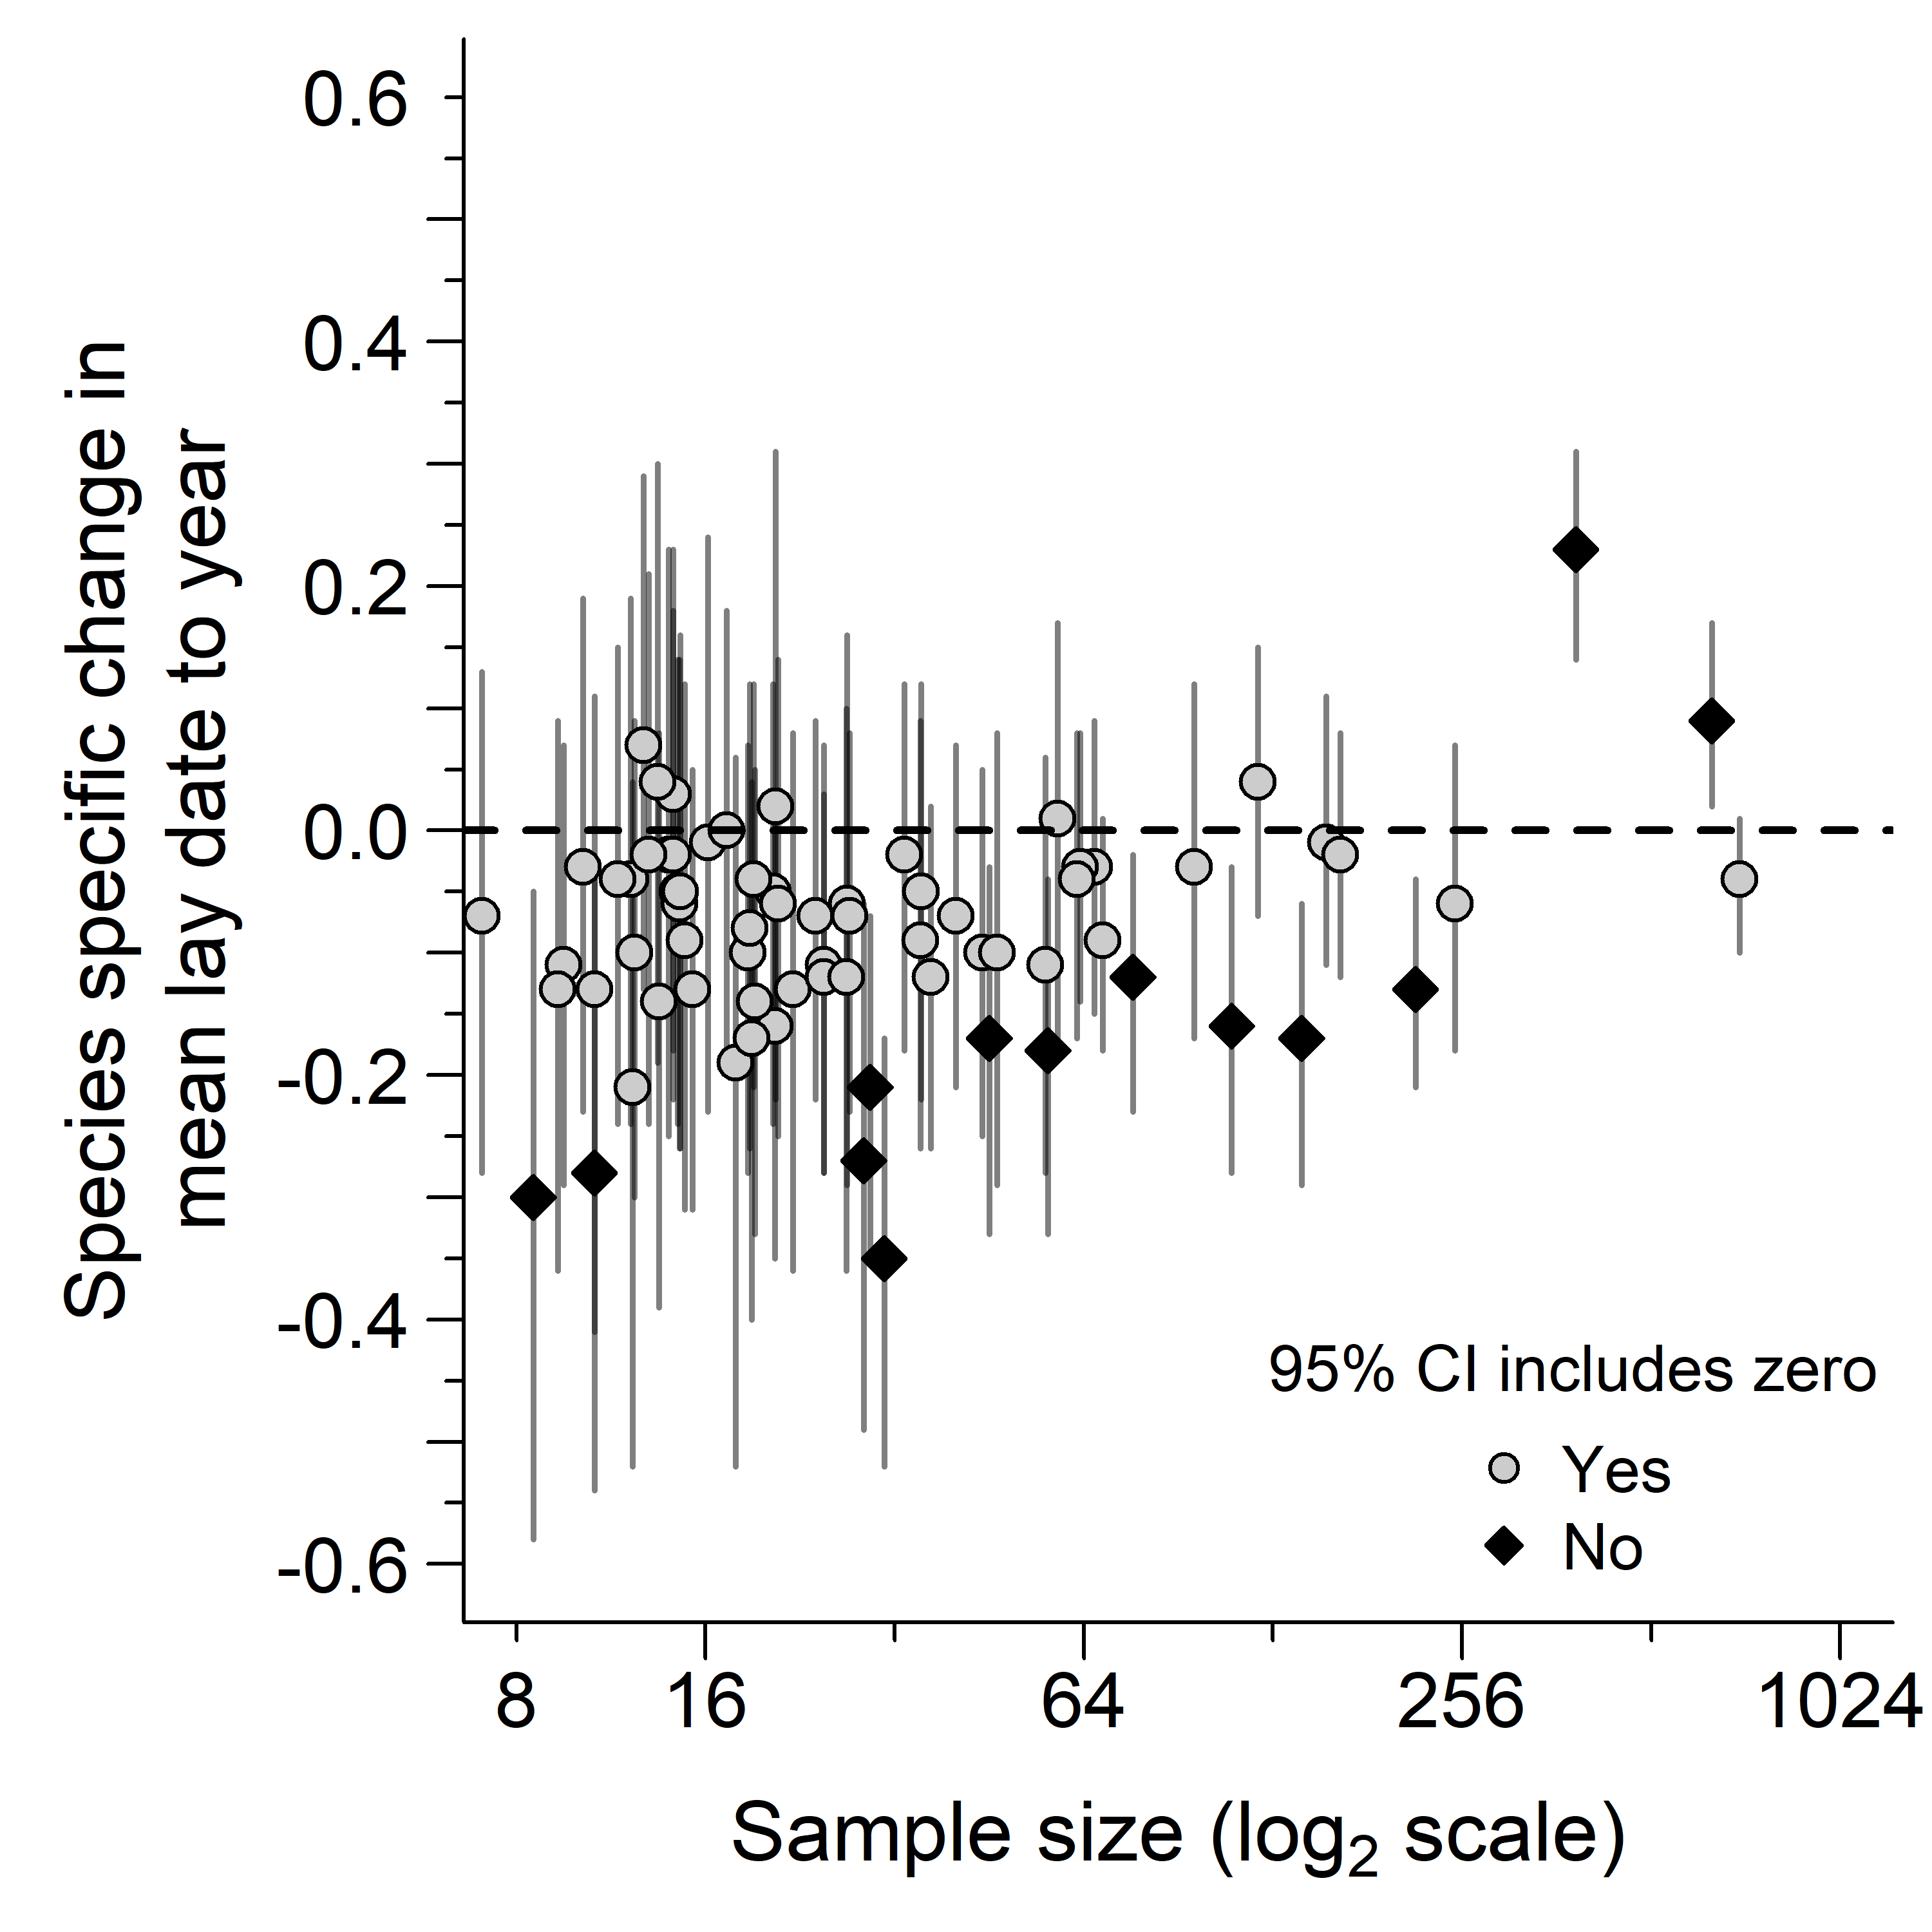 Species specific change in
mean lay date to year
0.6
0.4
0.2
0.0
-0.2
-0.4
-0.6
95% CI includes zero
Yes
No
8 16 64 256 1024
Sample size (log₂ scale)